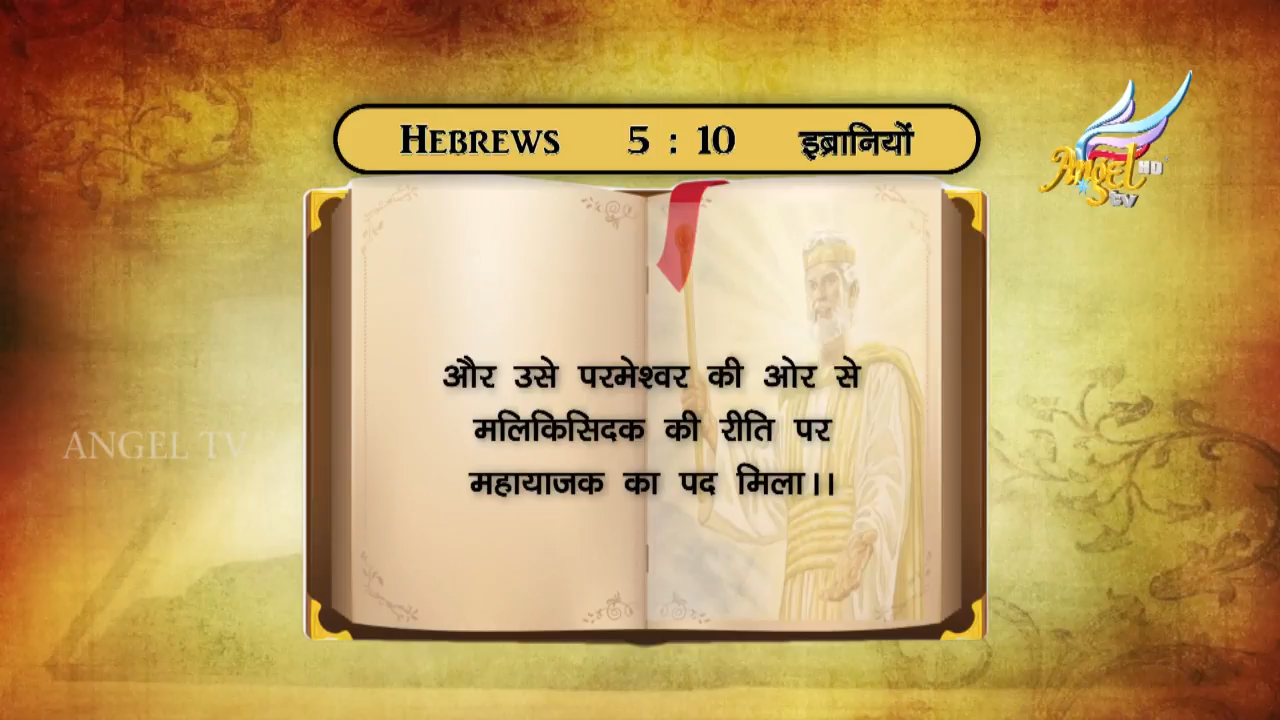 HEBREWS 5 : 10 इब्रानियों
ANGEL HD
tv
और उसे परमेश्वर की ओर से
मलिकिसिदक की रीति पर
ANGEL TV
महायाजक का पद मिला।।